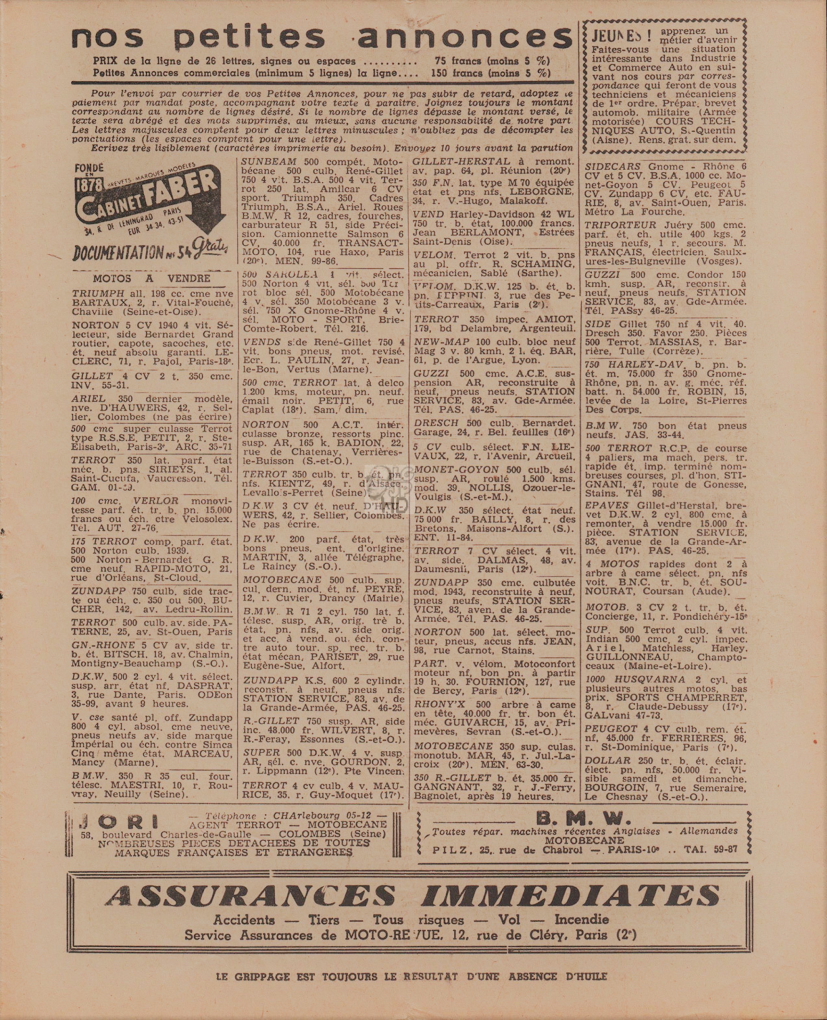 nos petites annonces
PRIX de la ligne de 26 lettres, signes ou espaces .......... 75 francs (moins 5 %)
Petites Annonces commerciales (minimum 5 lignes) la ligne.... 150 francs (moins 5 %)
Pour l'envoi par courrier de vos Petites Annonces, pour ne pas subir de retard, adoptez le
paiement par mandat poste, accompagnant votre texte à paraître. Joignez toujours le montant
correspondant au nombre de lignes désiré. Si le nombre de lignes dépasse le montant versé, le
texte sera abrégé et des mots supprimés, au mieux, sans aucune responsabilité de notre part
Les lettres majuscules comptent pour deux lettres minuscules ; n'oubliez pas de décompter les
ponctuations (les espaces comptent pour une lettre).
Ecrivez très lisiblement (caractères imprimerie au besoin). Envoyez 10 jours avant la parution
JEUNES ! apprenez un
métier d'avenir
Faites-vous une situation
intéressante dans Industrie
et Commerce Auto en sui-
vant nos cours par corres-
pondance qui feront de vous
techniciens et mécaniciens
de 1er ordre. Prépar. brevet
automob. militaire (Armée
motorisée) COURS TECH-
NIQUES AUTO, S.-Quentin
(Aisne). Rens. grat. sur dem.
FONDÉ
EN
1878
BREVETS MARQUES MODÈLES
CABINET FABER
34, R. DE LENINGRAD PARIS
EUR 34-34, 43-51
DOCUMENTATION Nº 54 Gratis
MOTOS A VENDRE
TRIUMPH all. 198 cc. cme nve
BARTAUX, 2, r. Vital-Fouché,
Chaville (Seine-et-Oise).
NORTON 5 CV 1940 4 vit. Sé-
lecteur, side Bernardet Grand
routier, capote, sacoches, etc.
ét. neuf absolu garanti. LE-
CLERC, 71, r. Pajol, Paris-18e.
GILLET 4 CV 2 t. 350 cmc.
INV. 55-31.
ARIEL 350 dernier modèle,
nve. D'HAUWERS, 42, r. Sel-
lier, Colombes (ne pas écrire)
500 cmc super culasse Terrot
type R.S.S.E, PETIT, 2, r. Ste-
Elisabeth, Paris-3e. ARC. 35-71
TERROT 350 lat. parf. état
méc. b. pns. SIRIEYS, 1, al.
Saint-Cucufa, Vaucresson. Tél.
GAM. 01-39.
100 cmc. VERLOR monovi-
tesse parf. ét. tr. b. pn. 15.000
francs ou éch. ctre Velosolex.
Tél. AUT. 27-76.
175 TERROT comp. parf. état.
500 Norton culb. 1939.
500 Norton - Bernardet G. R.
cme neuf, RAPID-MOTO, 21,
rue d'Orléans, St-Cloud.
ZUNDAPP 750 culb. side trac-
te ou éch. c. 350 ou 500, BU-
CHER, 142, av. Ledru-Rollin.
TERROT 500 culb. av. side. PA-
TERNE, 25, av. St-Ouen, Paris
GN.-RHONE 5 CV av. side tr.
b. ét. BITSCH, 18, av. Chalmin,
Montigny-Beauchamp (S.-O.).
D.K.W. 500 2 cyl. 4 vit. sélect.
susp. arr, état nf, DASPRAT,
3, rue Dante, Paris. ODEon
35-99, avant 9 heures.
V. cse santé pl. off. Zundapp
800 4 cyl. absol. cme neuve,
pneus neufs av. side marque
Impérial ou éch. contre Simca
Cinq même état. MARCEAU,
Mancy (Marne).
B.M.W. 350 R 35 cul. four.
télesc. MAESTRI, 10, r. Rou-
vray, Neuilly (Seine).
SUNBEAM 500 compét. Moto-
bécane 500 culb. René-Gillet
750 4 vit. B.S.A. 500 4 vit. Ter-
rot 250 lat. Amilcar 6 CV
sport. Triumph 350. Cadres
Triumph, B.S.A., Ariel. Roues
B.M.W. R 12, cadres, fourches,
carburateur R 51, side Préci-
sion. Camionnette Salmson 6
CV, 40.000 fr. TRANSACT-
MOTO, 104, rue Haxo, Paris
(20e). MEN. 99-86.
500 SAROLEA 4 vit. sélect.
500 Norton 4 vit. sél. 500 Ter
rot bloc sél. 500 Motobécane
4 v. sél. 350 Motobécane 3 v.
sél. 750 X Gnome-Rhône 4 v.
sél. MOTO - SPORT, Brie-
Comte-Robert. Tél. 216.
VENDS side René-Gillet 750 4
vit, bons pneus, mot. revisé.
Ecr. L. PAULIN, 27, r. Jean-
le-Bon, Vertus (Marne).
500 cmc, TERROT lat, à delco
1.200 kms, moteur, pn. neuf.
émail noir. PETIT, 6, rue
Caplat (18e). Sam, dim.
NORTON 500 A.C.T. intér.
culasse bronze, ressorts pinc.
susp. AR, 165 k. BADION, 22,
rue de Chatenay, Verrières-
le-Buisson (S.-et-O.).
TERROT 350 culb. tr. b. ét. pn.
nfs. KIENTZ, 49, r. d'Alsace,
Levallois-Perret (Seine)
D.K.W 3 CV ét. neuf. D'HAU-
WERS, 42, r. Sellier, Colombes.
Ne pas écrire.
D.K.W. 200 parf. état, très
bons pneus, ent. d'origine.
MARTIN, 3, allée Télégraphe,
Le Raincy (S.-O.).
MOTOBECANE 500 culb. sup.
cul, dern. mod, ét. nf. PEYRE,
12, r. Cuvier, Drancy (Mairie)
B.M.W. R 71 2 cyl. 750 lat. f.
télesc. susp, AR, orig. trè b.
état, pn, nfs, av. side orig.
et acc. à vend. ou éch, con-
tre auto tour. sp, rec. tr. b.
état mécan, PARISET, 29, rue
Eugène-Sue, Alfort.
ZUNDAPP K.S, 600 2 cylindr.
reconstr. à neuf, pneus nfs.
STATION SERVICE, 83, av. de
la Grande-Armée, PAS. 46-25.
R.-GILLET 750 susp. AR, side
inc. 48.000 fr. WILVERT, 8, r.
R.-Feray, Essonnes (S.-et-O.).
SUPER 500 D.K.W. 4 v. susp.
AR, sél. c. nve, GOURDON, 2,
r. Lippmann (12e). Pte Vincen.
TERROT 4 cv culb, 4 v, MAU-
RICE, 35, r. Guy-Moquet (17e).
GILLET-HERSTAL à remont.
av, pap. 64, pl. Réunion (20e)
350 F.N. lat, type M 70 équipée
état et pns nfs, LEBORGNE,
34, r. V.-Hugo, Malakoff.
VEND Harley-Davidson 42 WL
750 tr. b. état, 100.000 francs.
Jean BERLAMONT, Estrées
Saint-Denis (Oise).
VELOM. Terrot 2 vit. b. pns
au pl. offr. R. SCHAMING,
mécanicien, Sablé (Sarthe).
VELOM. D.K.W. 125 b. ét. b.
pn. 3, rue des Pe-
tits-Carreaux, Paris (2e).
TERROT 350 impec. AMIOT,
179, bd Delambre, Argenteuil.
NEW-MAP 100 culb. bloc neuf
Mag 3 v. 80 kmh, 2 l. éq, BAR,
61, p. de l'Argue, Lyon.
GUZZI 500 cmc, A.C.E. sus-
pension AR, reconstruite à
neuf, pneus neufs, STATION
SERVICE, 83, av. Gde-Armée.
Tél, PAS. 46-25.
DRESCH 500 culb, Bernardet.
Garage, 24, r. Bel. feuilles (16e)
5 CV culb. sélect. F.N. LIE-
VAUX, 22, r. l'Avenir, Arcueil.
MONET-GOYON 500 culb, sél.
susp, AR, roulé 1.500 kms.
mod. 39, NOLLIS, Ozouer-le-
Voulgis (S.-et-M.).
D.K.W 350 sélect, état neuf.
75.000 fr. BAILLY, 8, r. des
Bretons, Maisons-Alfort (S.).
ENT. 11-84.
TERROT 7 CV sélect. 4 vit.
av, side, DALMAS, 48, av.
Daumesnil, Paris (12e).
ZUNDAPP 350 cmc. culbutée
mod, 1943, reconstruite à neuf,
pneus neufs, STATION SER-
VICE, 83, aven. de la Grande-
Armée. Tél, PAS. 46-25.
NORTON 500 lat. sélect, mo-
teur, pneus, accus nfs. JEAN,
98, rue Carnot, Stains.
PART. v, vélom, Motoconfort
moteur nf, bon pn. à partir
19 h, 30. FOURNION, 127, rue
de Bercy, Paris (12e).
RHONY'X 500 arbre à came
en tête, 40.000 fr. tr. bon ét.
méc. GUIVARCH, 15, av. Pri-
mevères, Sevran (S.-et-O.).
MOTOBECANE 350 sup. culas.
monotub. MAR, 45, r. Jul.-La-
croix (20e). MEN, 63-30.
350 R.-GILLET b. ét, 35.000 fr.
GANGNANT, 32, r. J.-Ferry,
Bagnolet, après 19 heures.
SIDECARS Gnome - Rhône 6
CV et 5 CV. B.S.A. 1000 cc. Mo-
net-Goyon 5 CV. Peugeot 5
CV. Zundapp 6 CV, etc. FAU-
RIE, 8, av. Saint-Ouen, Paris.
Métro La Fourche.
TRIPORTEUR Juéry 500 cmc.
parf. ét. ch. utile 400 kgs, 2
pneus neufs, 1 r. secours. M.
FRANÇAIS, électricien, Saulx-
ures-les-Bulgneville (Vosges).
GUZZI 500 cmc. Condor 150
kmh. susp, AR, reconstr. à
neuf, pneus neufs, STATION
SERVICE, 83, av. Gde-Armée.
Tél, PASsy 46-25.
SIDE Gillet 750 nf 4 vit. 40.
Dresch 350. Favor 250. Pièces
500 Terrot, MASSIAS, r. Bar-
rière, Tulle (Corrèze).
750 HARLEY-DAV. b, pn. b.
ét. m, 75.000 fr 350 Gnome-
Rhône, pn, n. av. g, méc, réf.
batt. n. 54.000 fr. ROBIN, 15,
levée de la Loire, St-Pierres
Des Corps.
B.M.W. 750 bon état pneus
neufs, JAS. 33-44.
500 TERROT R.C.P. de course
4 paliers, ma mach, pers, tr.
rapide ét, imp. terminé nom-
breuses courses, pl. d'hon, STI-
GNANI, 47, route de Gonesse,
Stains. Tél 98.
EPAVES Gillet-d'Herstal, bre-
vet D.K.W. 2 cyl, 800 cmc, à
remonter, à vendre 15.000 fr.
pièce. STATION SERVICE,
83, avenue de la Grande-Ar-
mée (17e). PAS, 46-25.
4 MOTOS rapides dont 2 à
arbre à came sélect. pn, nfs
voit. B.N.C. tr, b. ét. SOU-
NOURAT, Coursan (Aude).
MOTOB. 3 CV 2 t. tr, b, ét.
Concierge, 11, r. Pondichéry-15e
SUP. 500 Terrot culb, 4 vit.
Indian 500 cmc, 2 cyl, impec.
Ariel, Matchless, Harley.
GUILLONNEAU, Champto-
ceaux (Maine-et-Loire).
1000 HUSQVARNA 2 cyl, et
plusieurs autres motos, bas
prix, SPORTS CHAMPERRET,
8, r. Claude-Debussy (17e).
GALvani 47-73.
PEUGEOT 4 CV culb, rem. ét.
nf, 45.000 fr. FERRIERES, 96,
r. St-Dominique, Paris (7e).
DOLLAR 250 tr, b. ét, éclair.
élect, pn, nfs, 50.000 fr. Vi-
sible samedi et dimanche.
BOURGOIN, 7, rue Semeraire,
Le Chesnay (S.-et-O.).
JORI — Téléphone : CHArlebourg 05-12 —
AGENT TERROT — MOTOBECANE
58, boulevard Charles-de-Gaulle — COLOMBES (Seine)
NOMBREUSES PIECES DETACHEES DE TOUTES
MARQUES FRANÇAISES ET ETRANGERES
B.M.W.
Toutes répar. machines récentes Anglaises - Allemandes
MOTOBECANE
PILZ, 25, rue de Chabrol — PARIS-10e .. TAI. 59-87
ASSURANCES IMMEDIATES
Accidents — Tiers — Tous risques — Vol — Incendie
Service Assurances de MOTO-REVUE, 12, rue de Cléry, Paris (2e)
LE GRIPPAGE EST TOUJOURS LE RESULTAT D'UNE ABSENCE D'HUILE